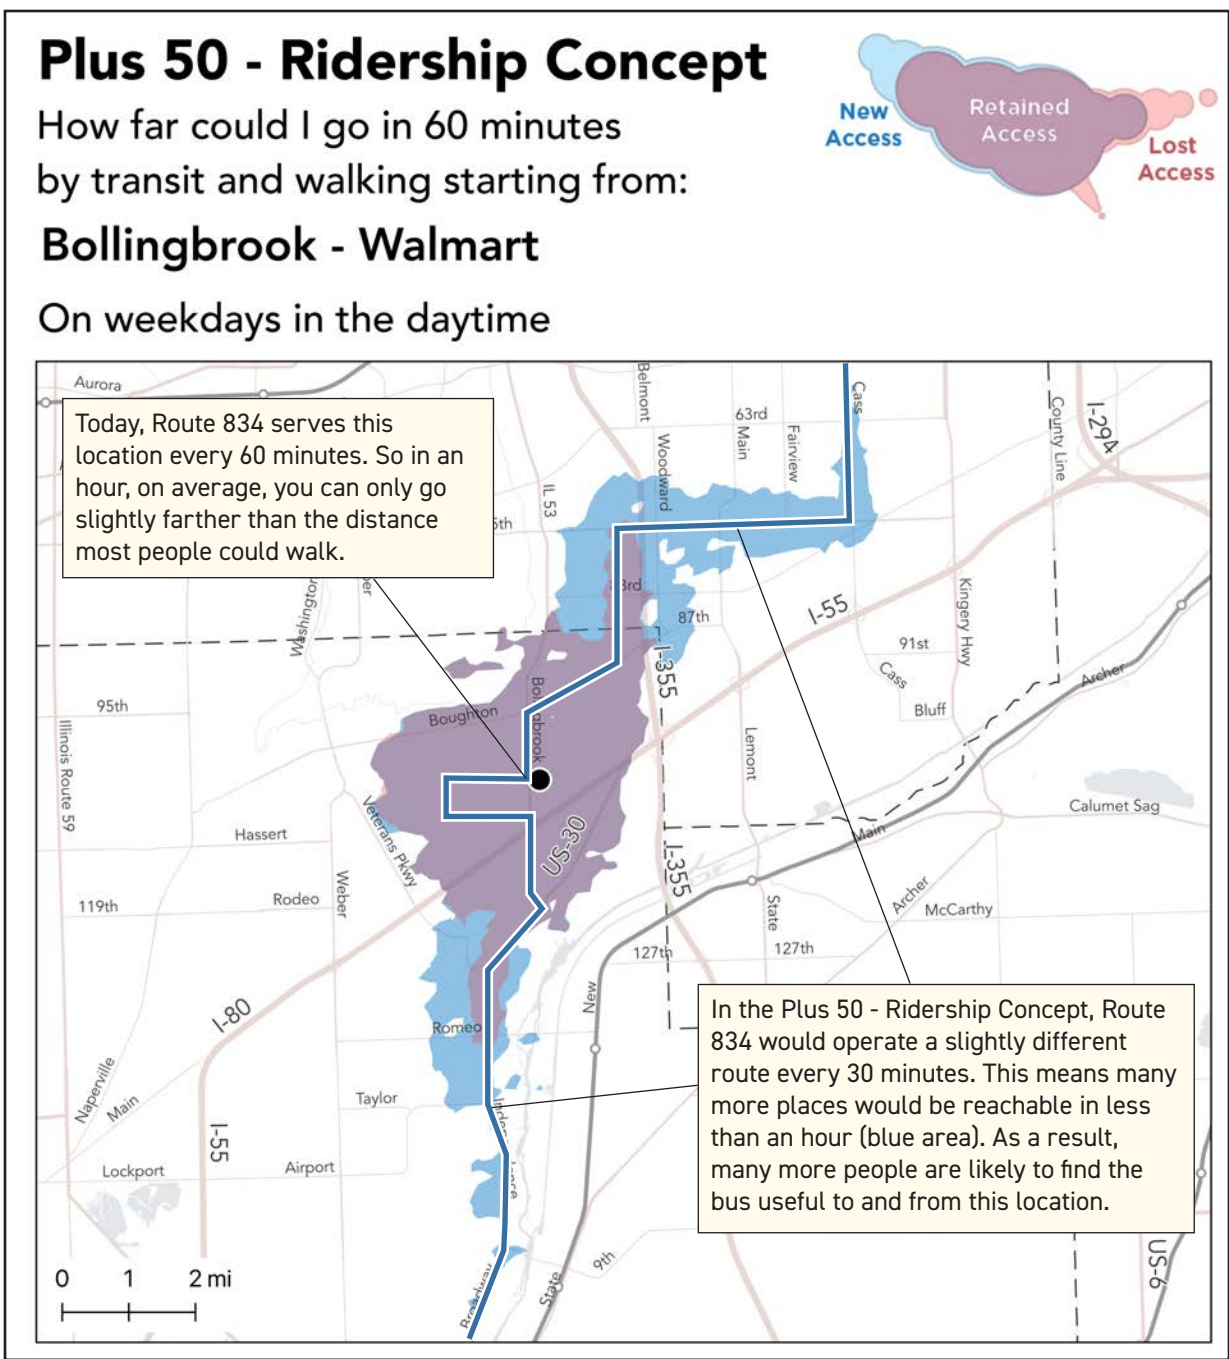 Plus 50 - Ridership Concept
How far could I go in 60 minutes
by transit and walking starting from:
Bollingbrook - Walmart
On weekdays in the daytime
New
Access
Retained
Access
Lost
Access
Aurora
Belmont
Cass
63rd
Main
Fairview
Woodward
County Line
I-294
Today, Route 834 serves this
location every 60 minutes. So in an
hour, on average, you can only go
slightly farther than the distance
most people could walk.
IL 53
Washington
83rd
87th
I-55
Kingery Hwy
91st
Cass
Archer
I-355
95th
Boughton
Bluff
Illinois Route 59
Lemont
Calumet Sag
Hassert
Veterans Pkwy
US-30
Main
I-355
Rodeo
Weber
119th
State
Archer
McCarthy
127th
127th
New
I-80
Romeo
In the Plus 50 - Ridership Concept, Route
834 would operate a slightly different
route every 30 minutes. This means many
more places would be reachable in less
than an hour (blue area). As a result,
many more people are likely to find the
bus useful to and from this location.
Naperville
Main
Taylor
I-55
Lockport
Airport
9th
State
Broadway
US-6
0 1 2 mi